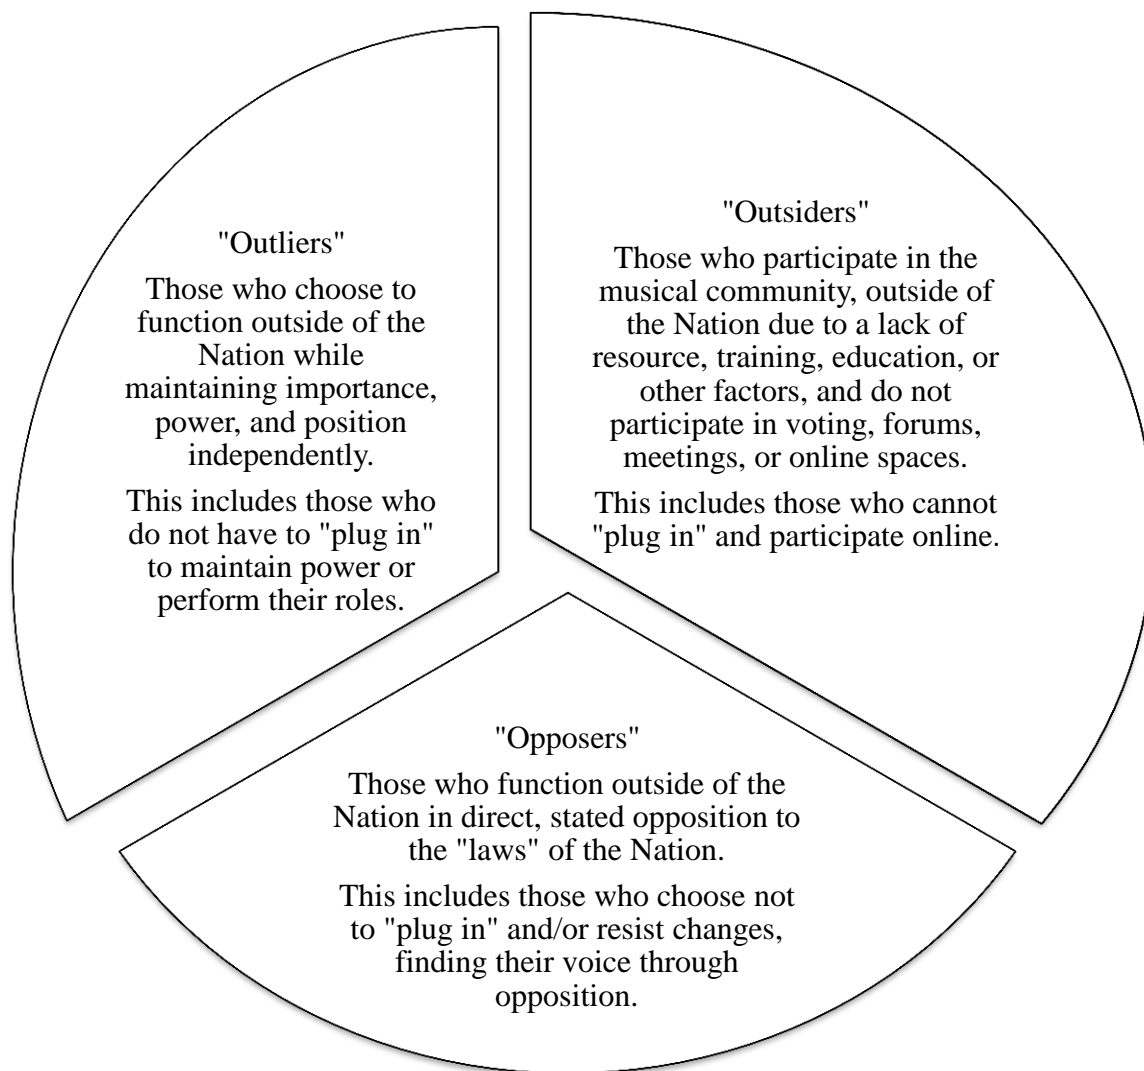 "Outliers"
Those who choose to
function outside of the
Nation while
maintaining importance,
power, and position
independently.
This includes those who
do not have to "plug in"
to maintain power or
perform their roles.
"Outsiders"
Those who participate in the
musical community, outside of
the Nation due to a lack of
resource, training, education, or
other factors, and do not
participate in voting, forums,
meetings, or online spaces.
This includes those who cannot
"plug in" and participate online.
"Opposers"
Those who function outside of the
Nation in direct, stated opposition to
the "laws" of the Nation.
This includes those who choose not
to "plug in" and/or resist changes,
finding their voice through
opposition.